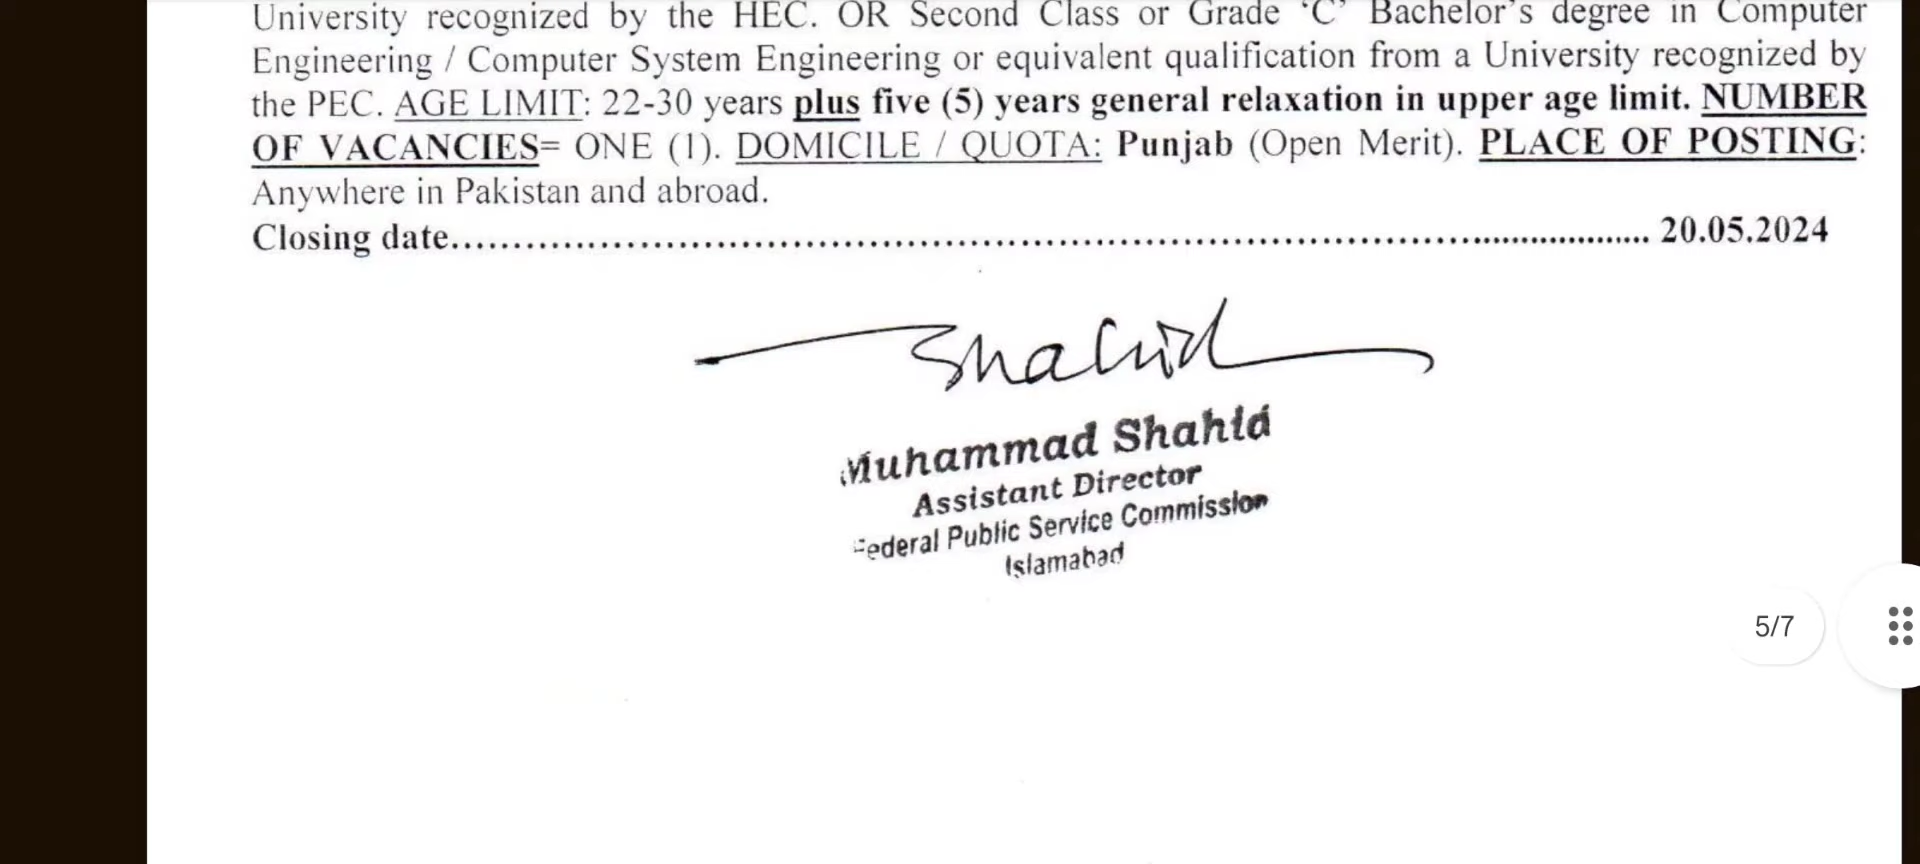 University recognized by the HEC. OR Second Class or Grade ‘C’ Bachelor’s degree in Computer
Engineering / Computer System Engineering or equivalent qualification from a University recognized by
the PEC. AGE LIMIT: 22-30 years plus five (5) years general relaxation in upper age limit. NUMBER
OF VACANCIES= ONE (1). DOMICILE / QUOTA: Punjab (Open Merit). PLACE OF POSTING:
Anywhere in Pakistan and abroad.
Closing date........................................................................................................ 20.05.2024
Shahid
Muhammad Shahid
Assistant Director
Federal Public Service Commission
Islamabad
5/7